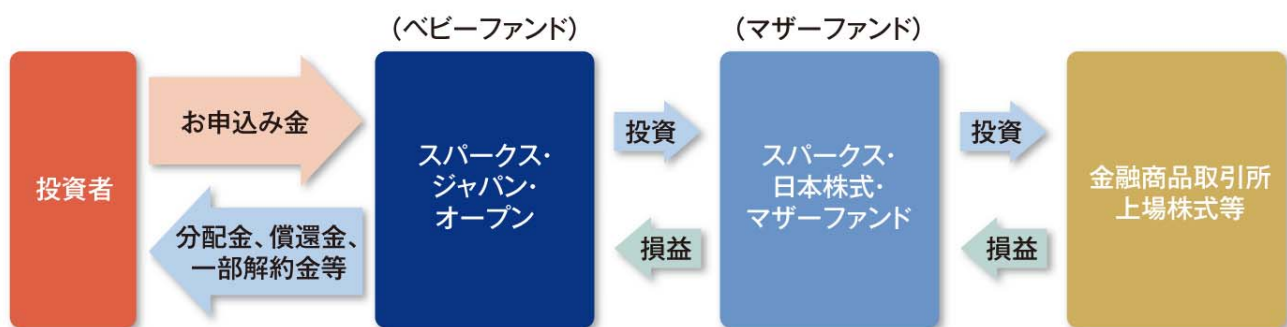 （ベビーファンド）
（マザーファンド）
投資者
お申込み金
分配金、償還金、
一部解約金等
スパークス・
ジャパン・
オープン
投資
損益
スパークス・
日本株式・
マザーファンド
投資
損益
金融商品取引所
上場株式等